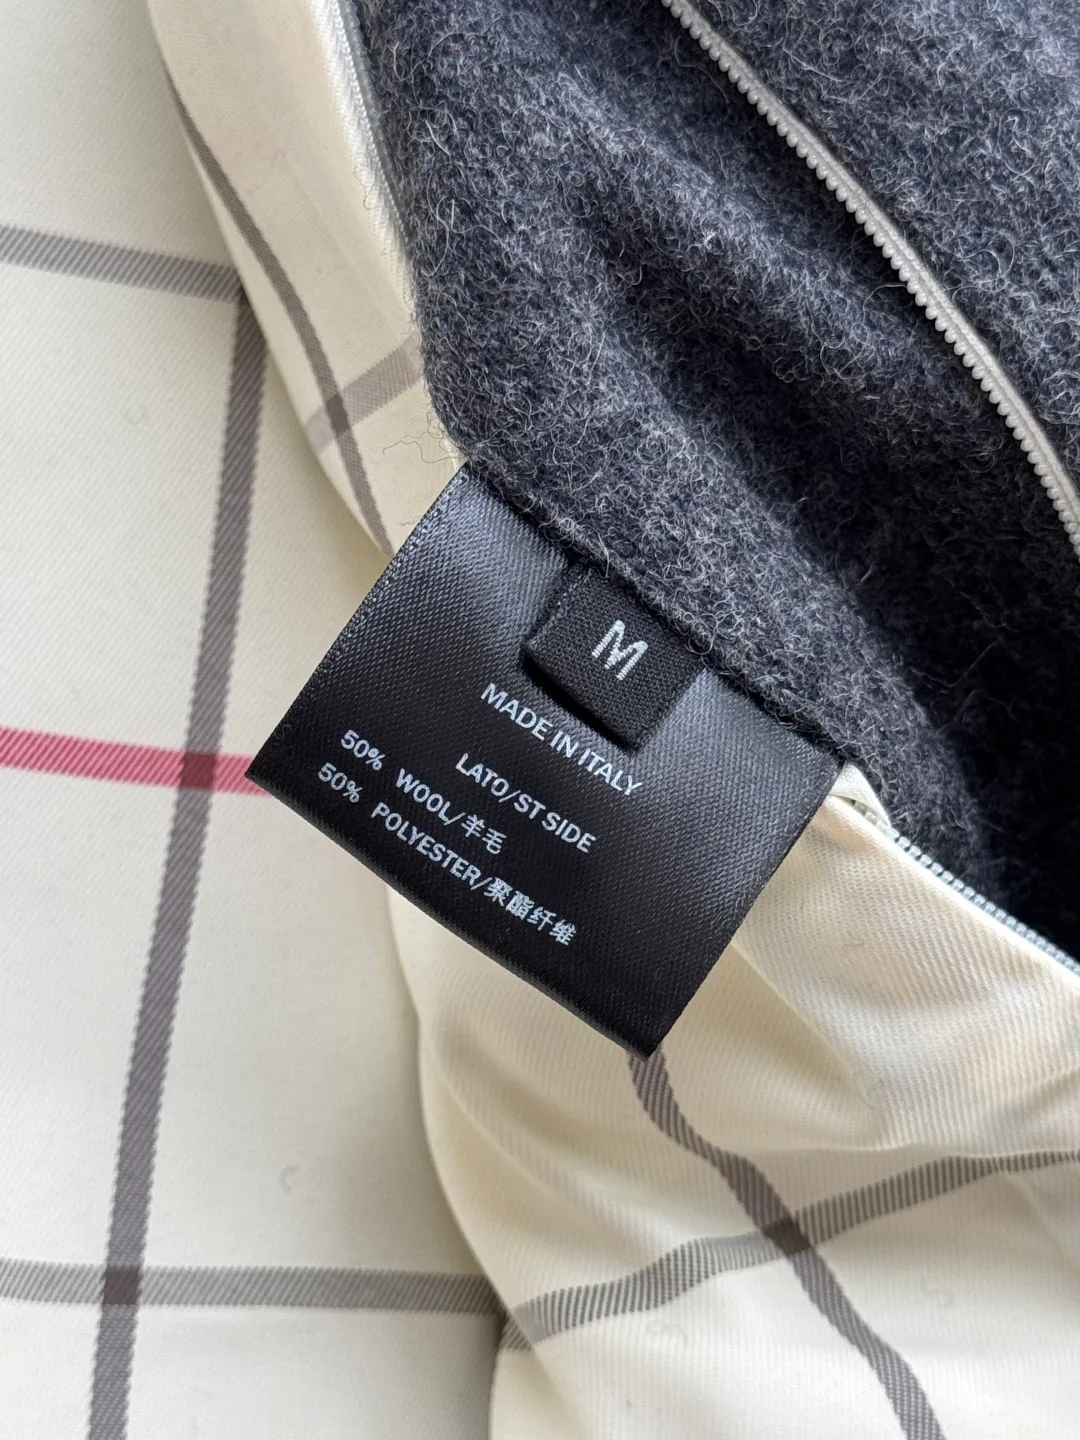 M
MADE IN ITALY
LATO/ST SIDE
50% WOOL/羊毛
50% POLYESTER/聚酯纤维